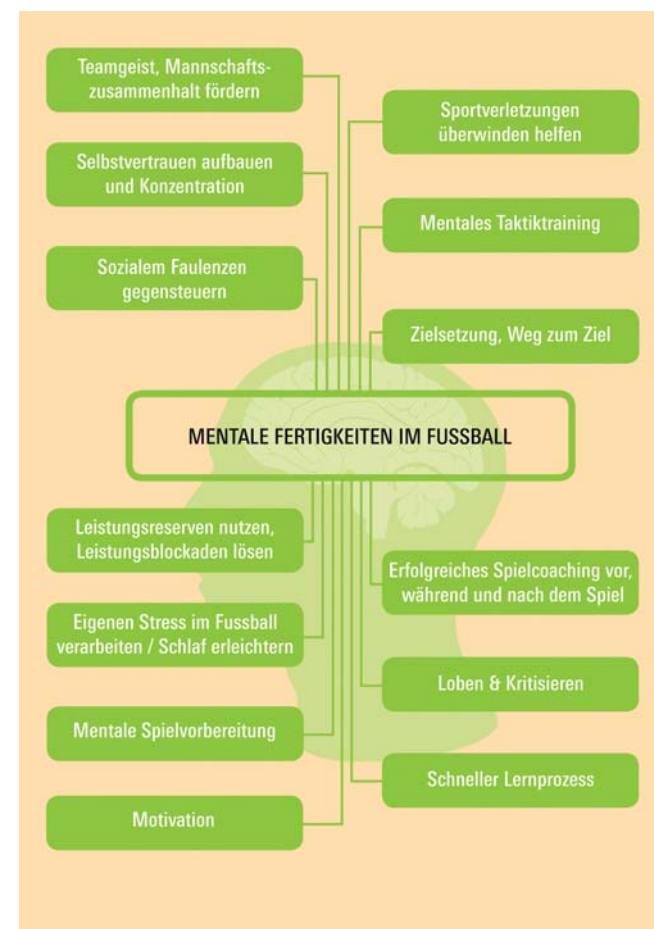 Teamgeist, Mannschafts-
zusammenhalt fördern
Selbstvertrauen aufbauen
und Konzentration
Sozialem Faulenzen
gegensteuern
Sportverletzungen
überwinden helfen
Mentales Taktiktraining
Zielsetzung, Weg zum Ziel
MENTALE FERTIGKEITEN IM FUSSBALL
Leistungsreserven nutzen,
Leistungsblockaden lösen
Eigenen Stress im Fussball
verarbeiten / Schlaf erleichtern
Mentale Spielvorbereitung
Motivation
Erfolgreiches Spielcoaching vor,
während und nach dem Spiel
Loben & Kritisieren
Schneller Lernprozess